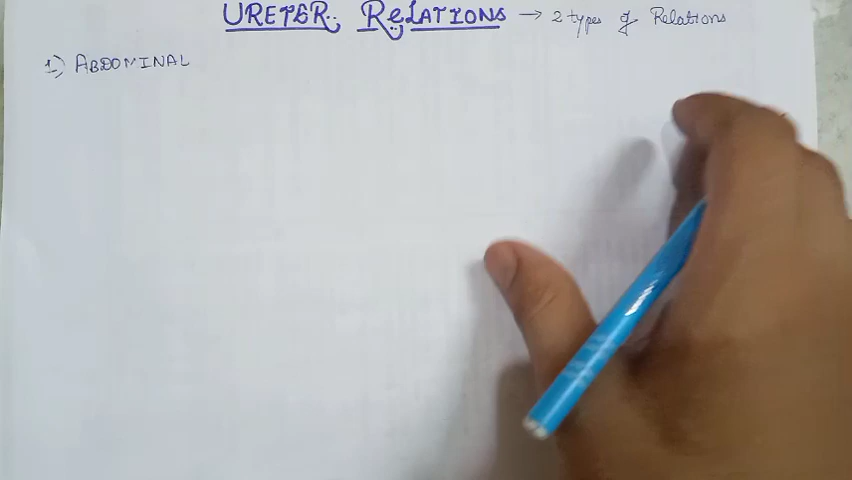 URETER RELATIONS → 2 types of Relations
1) ABDOMINAL